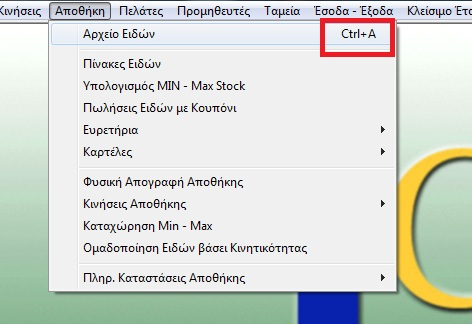 Κινήσεις Αποθήκη Πελάτες Προμηθευτές Ταμεία Έσοδα - Έξοδα Κλείσιμο Έτο
Αρχείο Ειδών Ctrl+A
Πίνακες Ειδών
Υπολογισμός MIN - Max Stock
Πωλήσεις Ειδών με Κουπόνι
Ευρετήρια
Καρτέλες
Φυσική Απογραφή Αποθήκης
Κινήσεις Αποθήκης
Καταχώρηση Min - Max
Ομαδοποίηση Ειδών βάσει Κινητικότητας
Πληρ. Καταστάσεις Αποθήκης